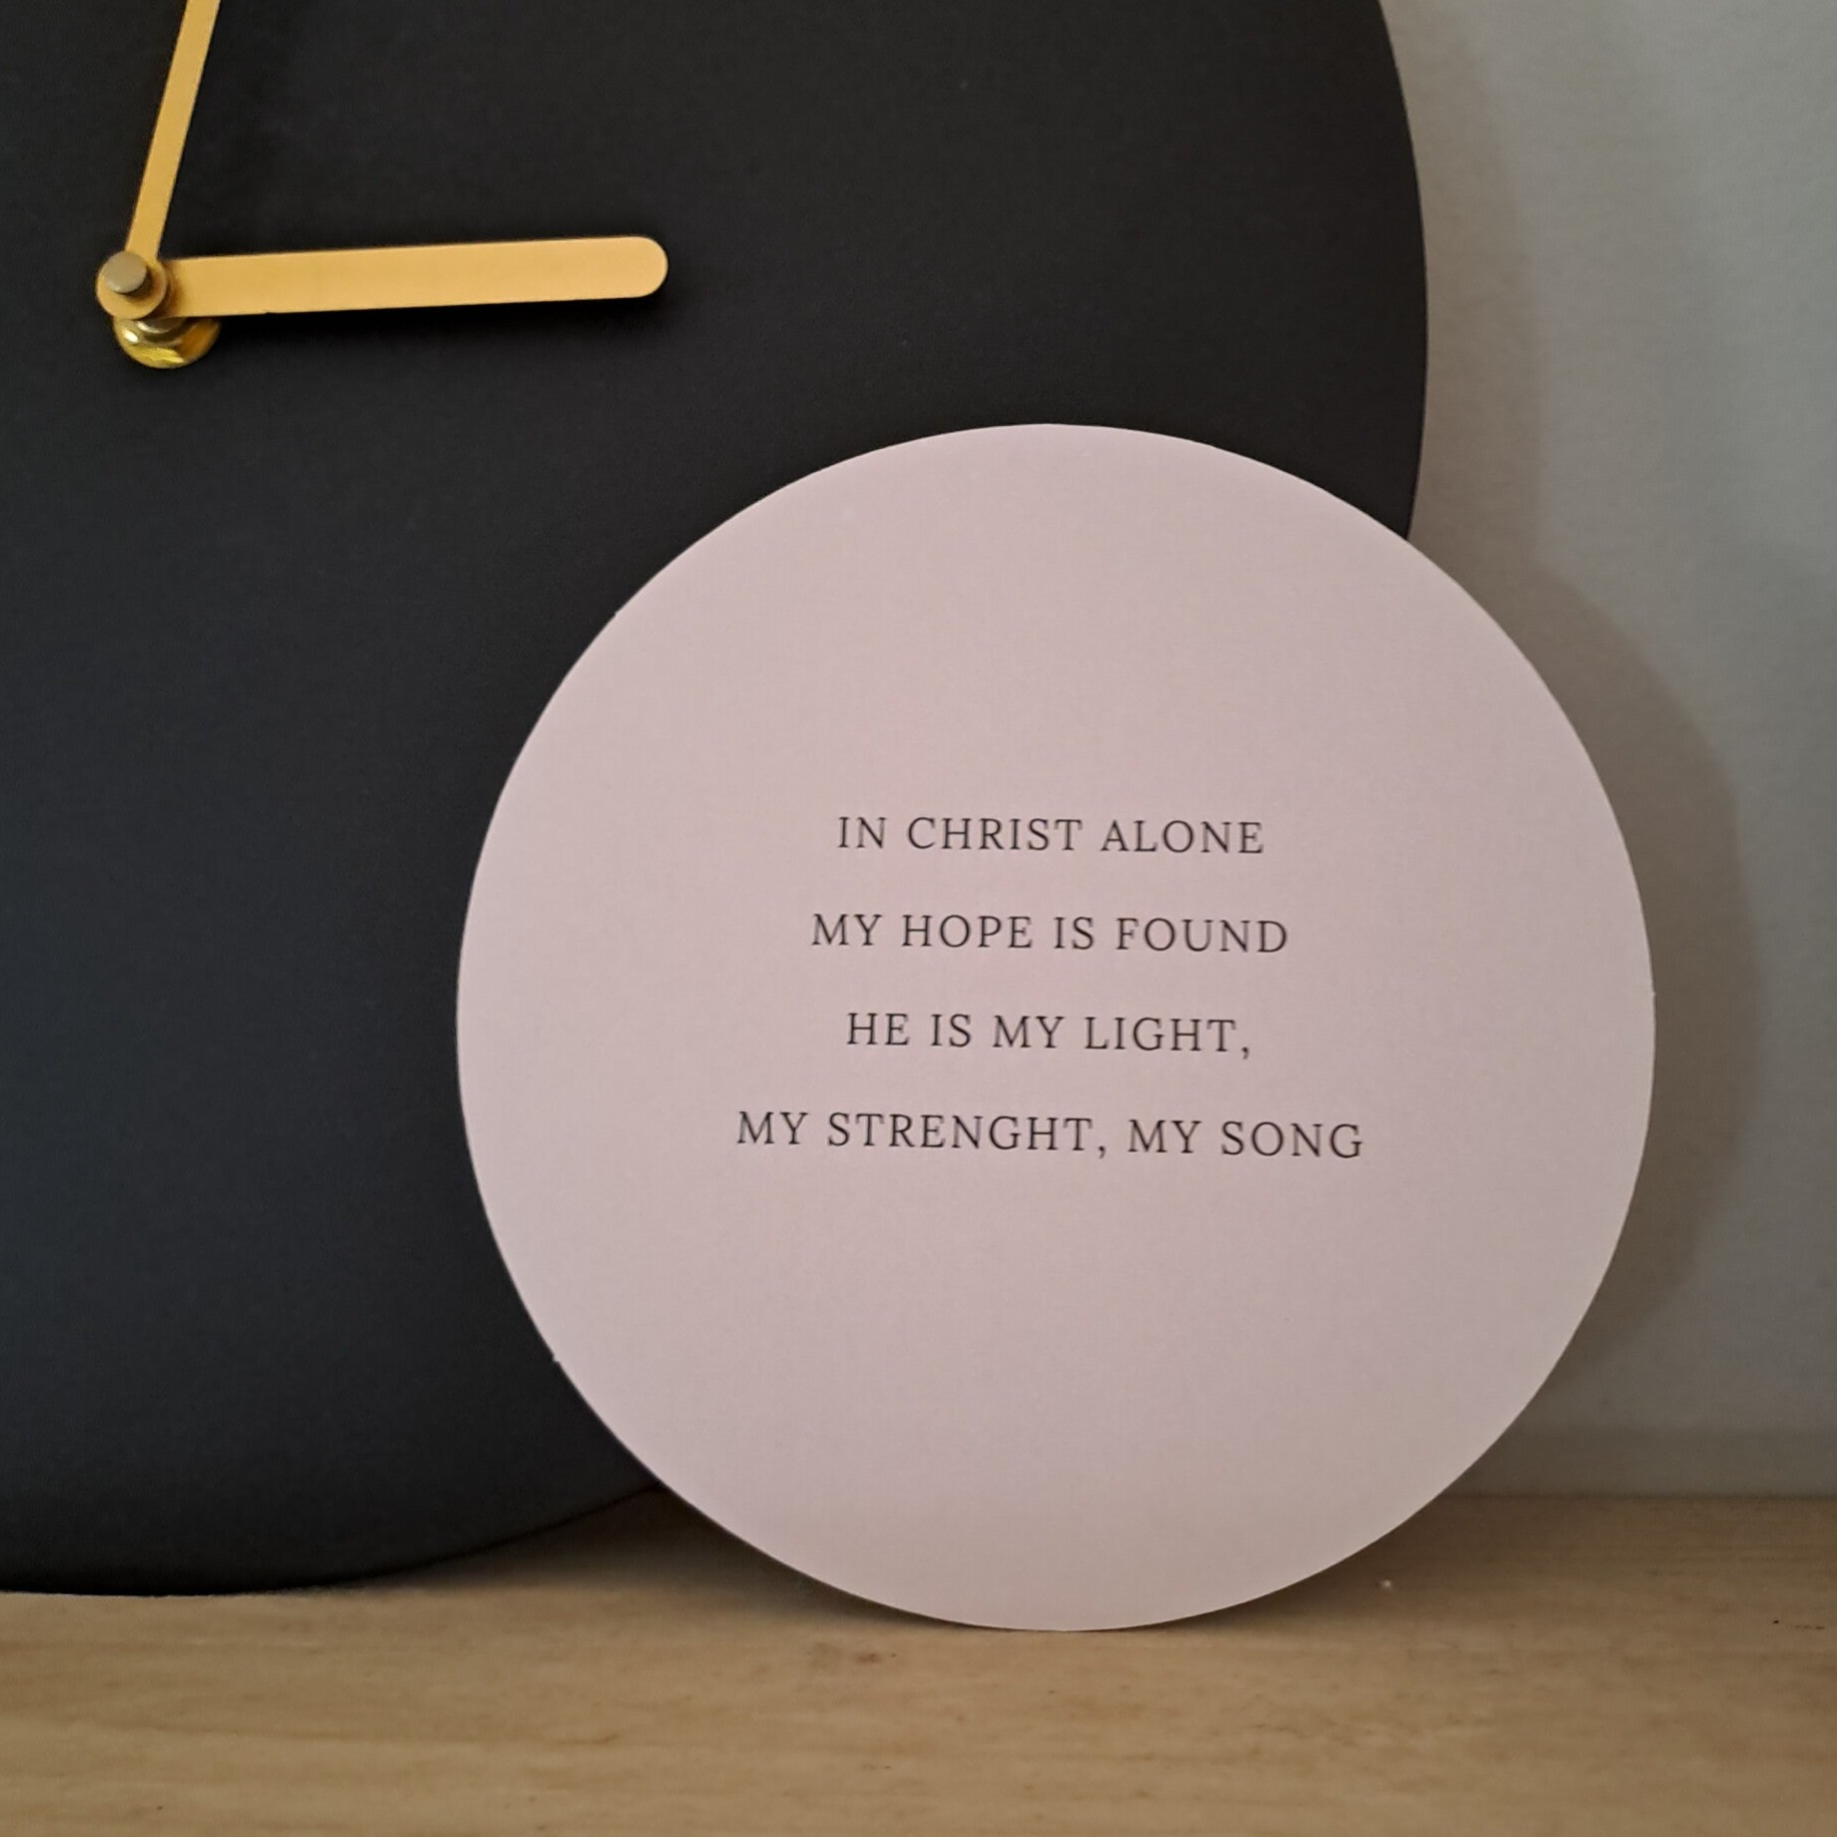 IN CHRIST ALONE
MY HOPE IS FOUND
HE IS MY LIGHT,
MY STRENGHT, MY SONG